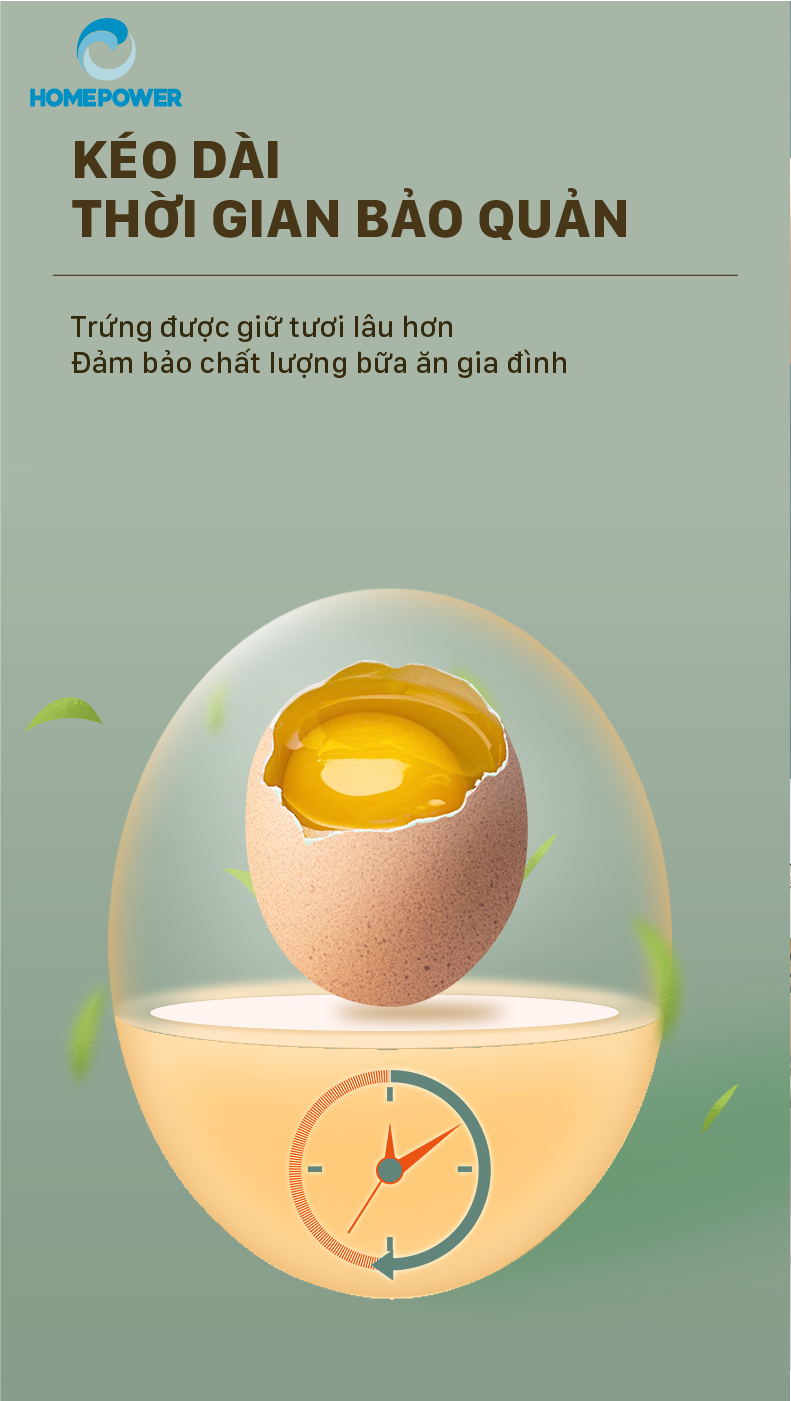 HOMEPOWER
KÉO DÀI
THỜI GIAN BẢO QUẢN
Trứng được giữ tươi lâu hơn
Đảm bảo chất lượng bữa ăn gia đình